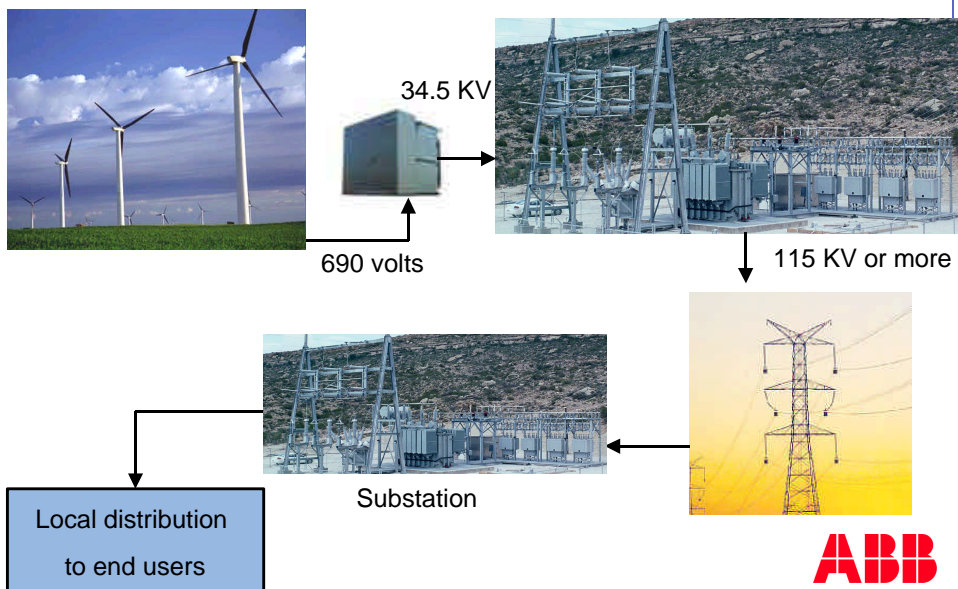 34.5 KV
690 volts
115 KV or more
Substation
Local distribution
to end users
ABB